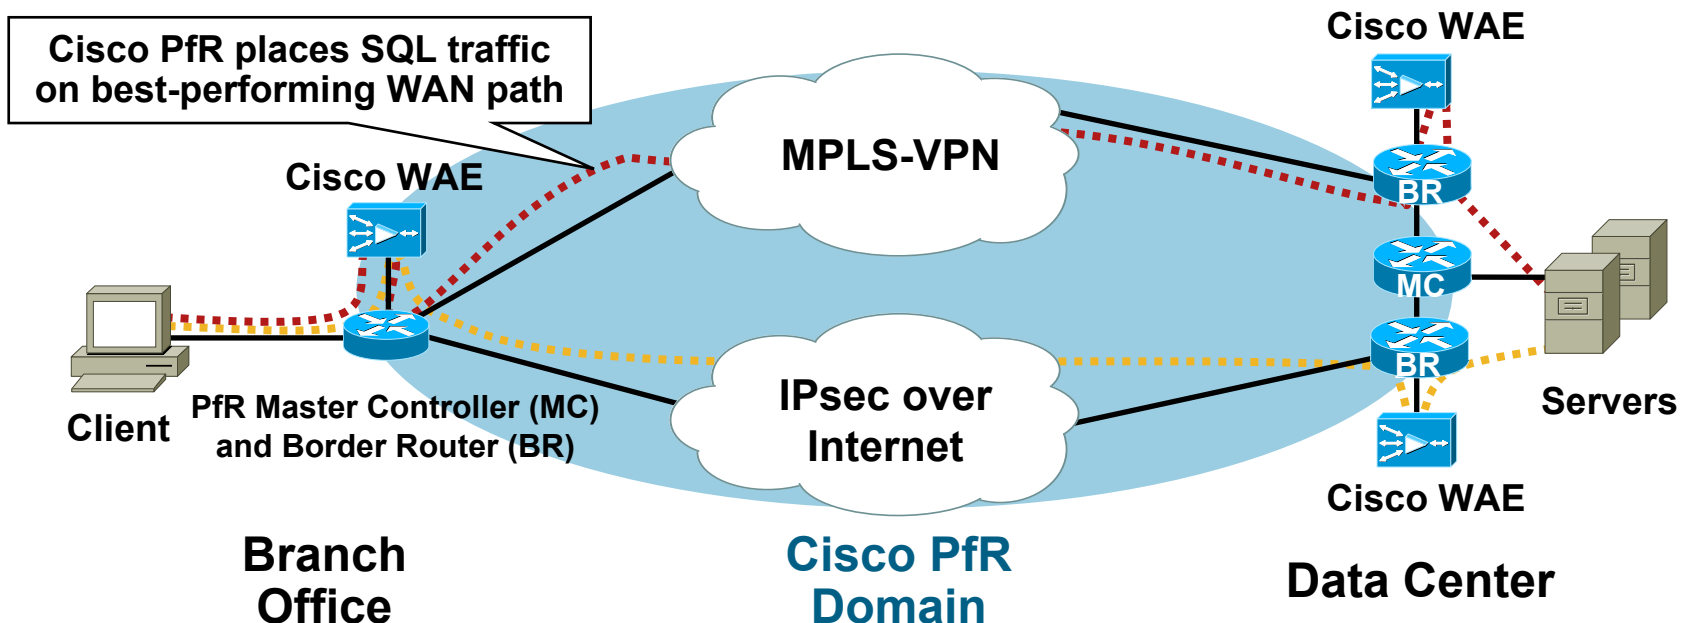 Cisco PfR places SQL traffic
on best-performing WAN path
Cisco WAE
Cisco WAE
MPLS-VPN
BR
MC
BR
IPsec over
Internet
Client
PfR Master Controller (MC)
and Border Router (BR)
Servers
Cisco WAE
Branch
Office
Cisco PfR
Domain
Data Center